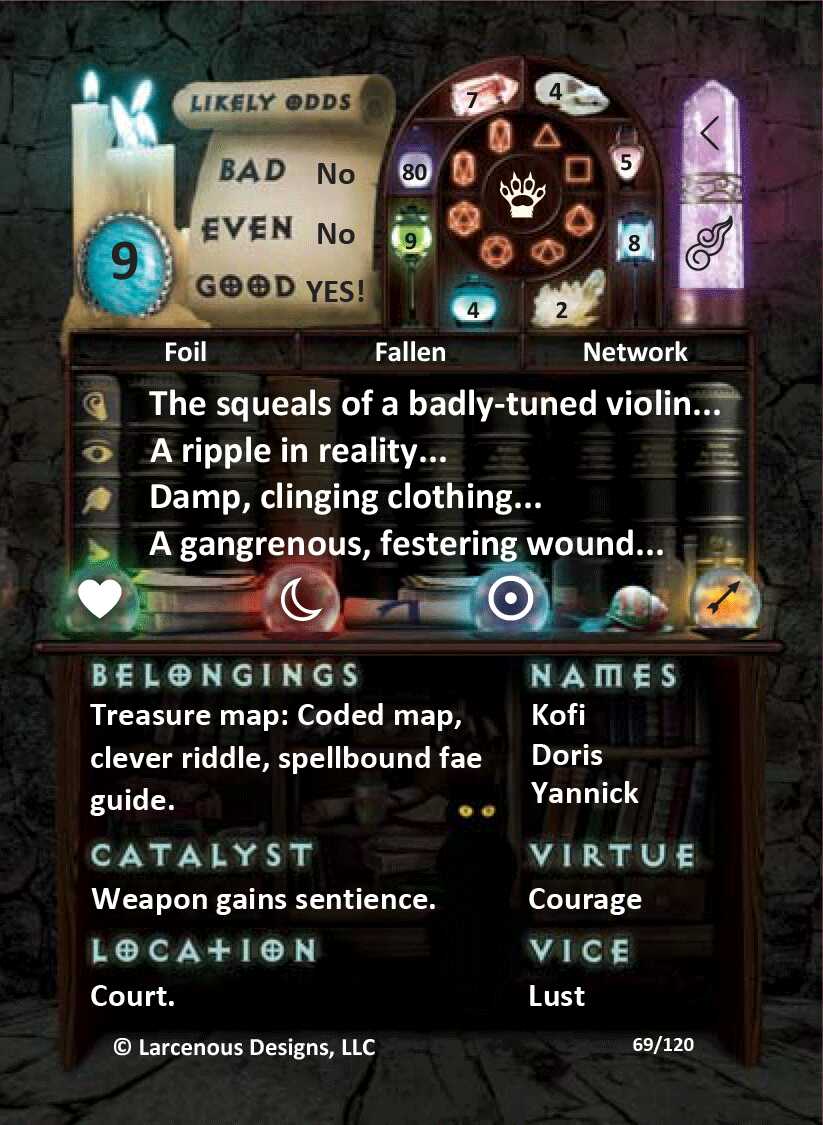 LIKELY ODDS
BAD No
EVEN No
GOOD YES!
9
7
4
80
5
9
8
4
2
Foil Fallen Network
The squeals of a badly-tuned violin...
A ripple in reality...
Damp, clinging clothing...
A gangrenous, festering wound...
BELONGINGS
Treasure map: Coded map,
clever riddle, spellbound fae
guide.
NAMES
Kofi
Doris
Yannick
CATALYST
Weapon gains sentience.
VIRTUE
Courage
LOCATION
Court.
VICE
Lust
© Larcenous Designs, LLC
69/120